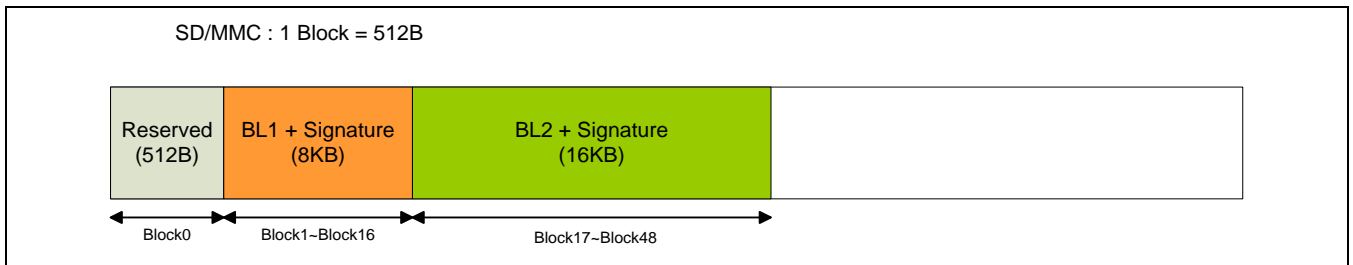 SD/MMC : 1 Block = 512B
Reserved
(512B)
BL1 + Signature
(8KB)
BL2 + Signature
(16KB)
Block0
Block1~Block16
Block17~Block48